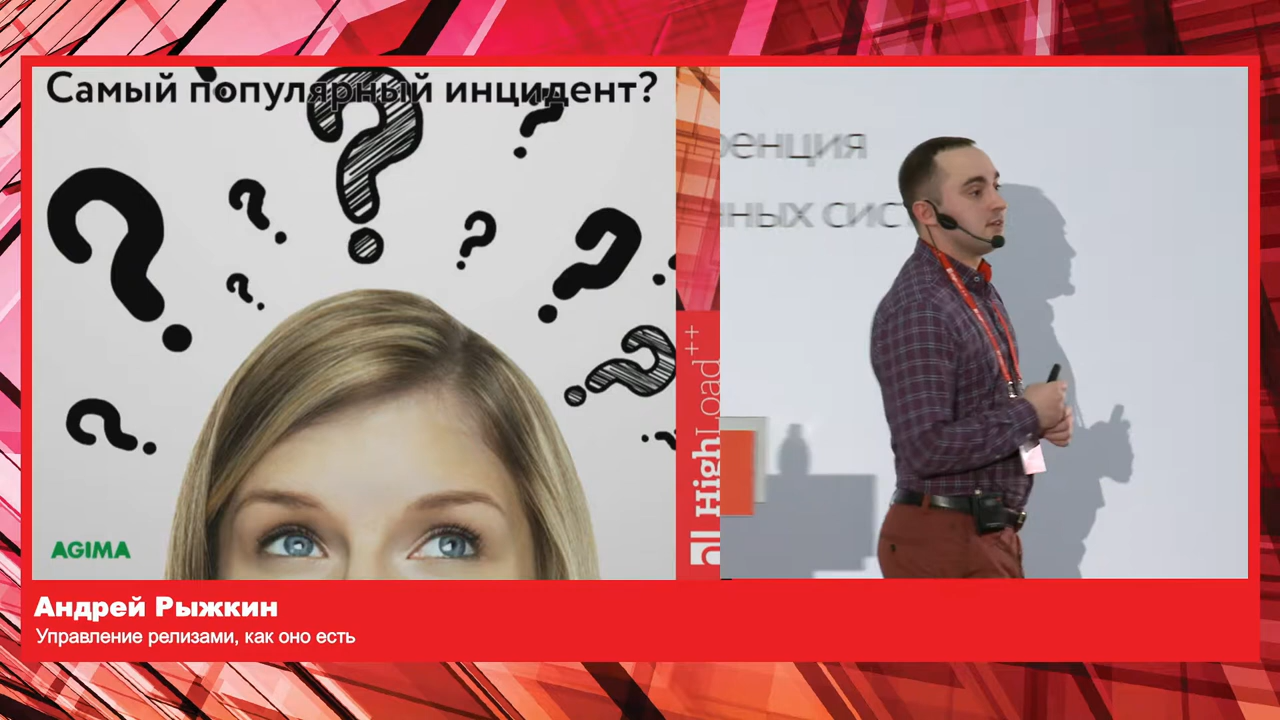 Самый популярный инцидент?
AGIMA
HighLoad++
Андрей Рыжкин
Управление релизами, как оно есть